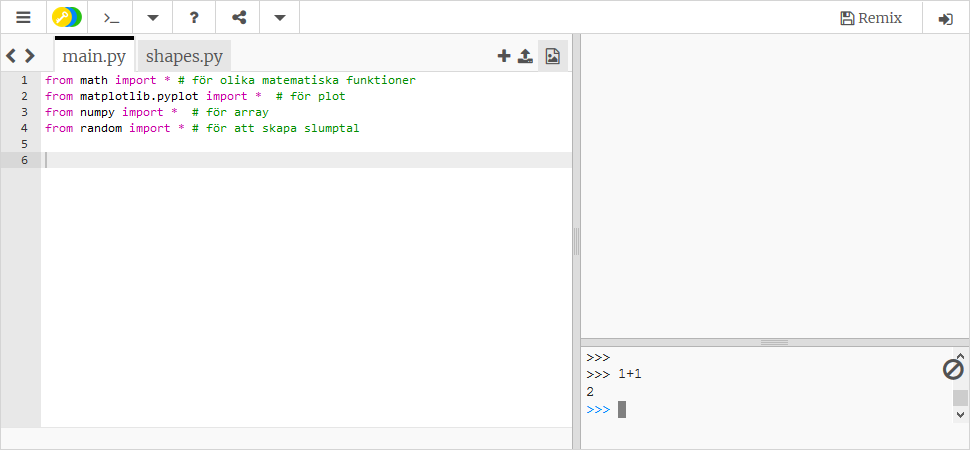 >_ ? Remix
main.py shapes.py
1 from math import * # för olika matematiska funktioner
2 from matplotlib.pyplot import *  # för plot
3 from numpy import *  # för array
4 from random import * # för att skapa slumptal
5
6
>>>
>>> 1+1
2
>>>